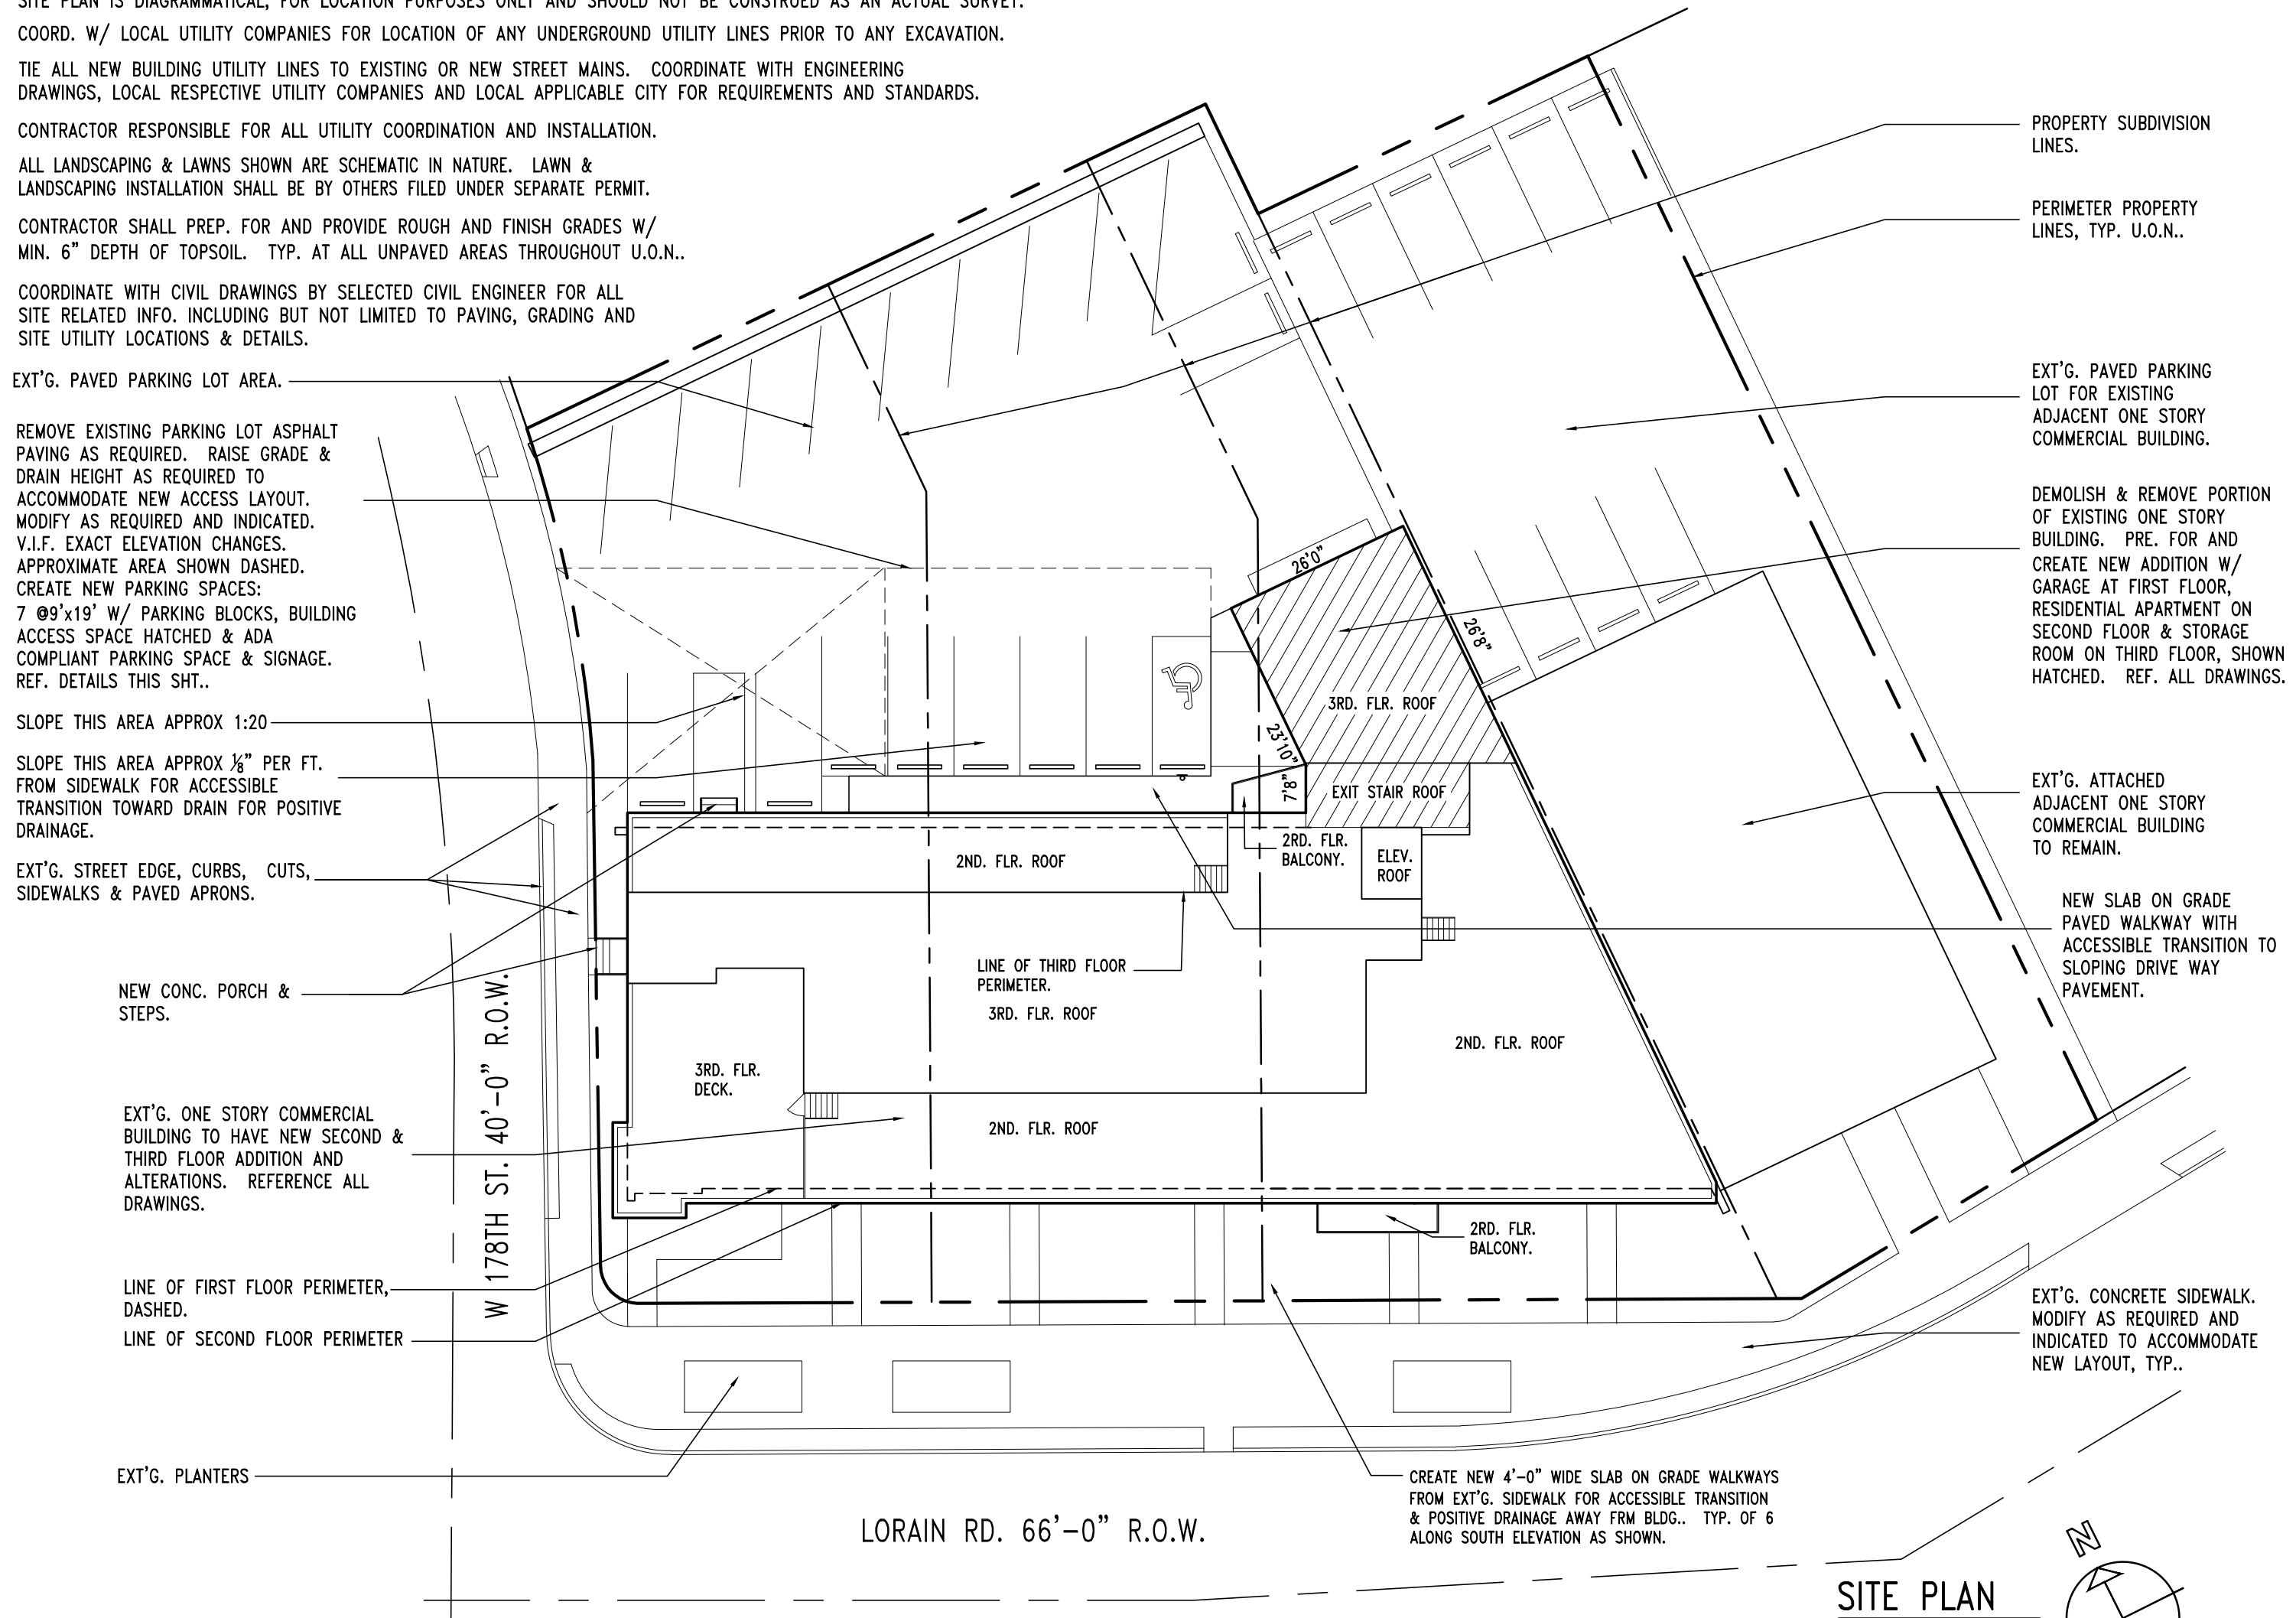 SITE PLAN IS DIAGRAMMATICAL, FOR LOCATION PURPOSES ONLY AND SHOULD NOT BE CONSTRUED AS AN ACTUAL SURVEY.
COORD. W/ LOCAL UTILITY COMPANIES FOR LOCATION OF ANY UNDERGROUND UTILITY LINES PRIOR TO ANY EXCAVATION.
TIE ALL NEW BUILDING UTILITY LINES TO EXISTING OR NEW STREET MAINS. COORDINATE WITH ENGINEERING
DRAWINGS, LOCAL RESPECTIVE UTILITY COMPANIES AND LOCAL APPLICABLE CITY FOR REQUIREMENTS AND STANDARDS.
CONTRACTOR RESPONSIBLE FOR ALL UTILITY COORDINATION AND INSTALLATION.
ALL LANDSCAPING & LAWNS SHOWN ARE SCHEMATIC IN NATURE. LAWN &
LANDSCAPING INSTALLATION SHALL BE BY OTHERS FILED UNDER SEPARATE PERMIT.
CONTRACTOR SHALL PREP. FOR AND PROVIDE ROUGH AND FINISH GRADES W/
MIN. 6" DEPTH OF TOPSOIL. TYP. AT ALL UNPAVED AREAS THROUGHOUT U.O.N..
COORDINATE WITH CIVIL DRAWINGS BY SELECTED CIVIL ENGINEER FOR ALL
SITE RELATED INFO. INCLUDING BUT NOT LIMITED TO PAVING, GRADING AND
SITE UTILITY LOCATIONS & DETAILS.
EXT'G. PAVED PARKING LOT AREA.
REMOVE EXISTING PARKING LOT ASPHALT
PAVING AS REQUIRED. RAISE GRADE &
DRAIN HEIGHT AS REQUIRED TO
ACCOMMODATE NEW ACCESS LAYOUT.
MODIFY AS REQUIRED AND INDICATED.
V.I.F. EXACT ELEVATION CHANGES.
APPROXIMATE AREA SHOWN DASHED.
CREATE NEW PARKING SPACES:
7 @9'x19' W/ PARKING BLOCKS, BUILDING
ACCESS SPACE HATCHED & ADA
COMPLIANT PARKING SPACE & SIGNAGE.
REF. DETAILS THIS SHT..
SLOPE THIS AREA APPROX 1:20
SLOPE THIS AREA APPROX ⅛" PER FT.
FROM SIDEWALK FOR ACCESSIBLE
TRANSITION TOWARD DRAIN FOR POSITIVE
DRAINAGE.
EXT'G. STREET EDGE, CURBS, CUTS,
SIDEWALKS & PAVED APRONS.
NEW CONC. PORCH &
STEPS.
EXT'G. ONE STORY COMMERCIAL
BUILDING TO HAVE NEW SECOND &
THIRD FLOOR ADDITION AND
ALTERATIONS. REFERENCE ALL
DRAWINGS.
LINE OF FIRST FLOOR PERIMETER,
DASHED.
LINE OF SECOND FLOOR PERIMETER
EXT'G. PLANTERS
W 178TH ST. 40'-0" R.O.W.
26'0"
26'8"
3RD. FLR. ROOF
23'10"
7'8"
EXIT STAIR ROOF
2ND. FLR. ROOF
2RD. FLR.
BALCONY.
ELEV.
ROOF
LINE OF THIRD FLOOR
PERIMETER.
3RD. FLR. ROOF
3RD. FLR.
DECK.
2ND. FLR. ROOF
2ND. FLR. ROOF
2RD. FLR.
BALCONY.
PROPERTY SUBDIVISION
LINES.
PERIMETER PROPERTY
LINES, TYP. U.O.N..
EXT'G. PAVED PARKING
LOT FOR EXISTING
ADJACENT ONE STORY
COMMERCIAL BUILDING.
DEMOLISH & REMOVE PORTION
OF EXISTING ONE STORY
BUILDING. PRE. FOR AND
CREATE NEW ADDITION W/
GARAGE AT FIRST FLOOR,
RESIDENTIAL APARTMENT ON
SECOND FLOOR & STORAGE
ROOM ON THIRD FLOOR, SHOWN
HATCHED. REF. ALL DRAWINGS.
EXT'G. ATTACHED
ADJACENT ONE STORY
COMMERCIAL BUILDING
TO REMAIN.
NEW SLAB ON GRADE
PAVED WALKWAY WITH
ACCESSIBLE TRANSITION TO
SLOPING DRIVE WAY
PAVEMENT.
EXT'G. CONCRETE SIDEWALK.
MODIFY AS REQUIRED AND
INDICATED TO ACCOMMODATE
NEW LAYOUT, TYP..
CREATE NEW 4'-0" WIDE SLAB ON GRADE WALKWAYS
FROM EXT'G. SIDEWALK FOR ACCESSIBLE TRANSITION
& POSITIVE DRAINAGE AWAY FRM BLDG.. TYP. OF 6
ALONG SOUTH ELEVATION AS SHOWN.
LORAIN RD. 66'-0" R.O.W.
N
SITE PLAN